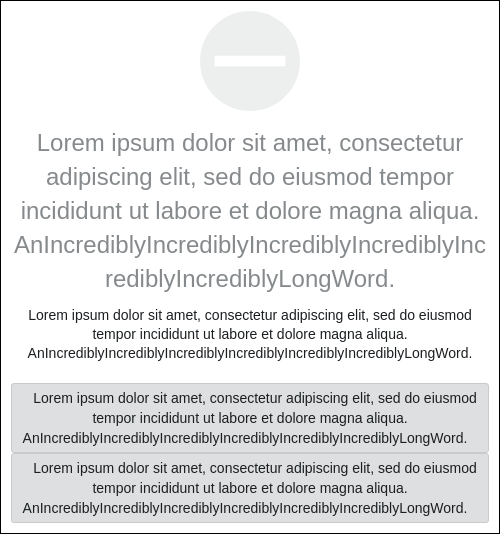 Lorem ipsum dolor sit amet, consectetur
adipiscing elit, sed do eiusmod tempor
incididunt ut labore et dolore magna aliqua.
AnIncrediblyIncrediblyIncrediblyIncrediblyInc
rediblyIncrediblyLongWord.
Lorem ipsum dolor sit amet, consectetur adipiscing elit, sed do eiusmod
tempor incididunt ut labore et dolore magna aliqua.
AnIncrediblyIncrediblyIncrediblyIncrediblyIncrediblyIncrediblyLongWord.
Lorem ipsum dolor sit amet, consectetur adipiscing elit, sed do eiusmod
tempor incididunt ut labore et dolore magna aliqua.
AnIncrediblyIncrediblyIncrediblyIncrediblyIncrediblyIncrediblyLongWord.
Lorem ipsum dolor sit amet, consectetur adipiscing elit, sed do eiusmod
tempor incididunt ut labore et dolore magna aliqua.
AnIncrediblyIncrediblyIncrediblyIncrediblyIncrediblyIncrediblyLongWord.